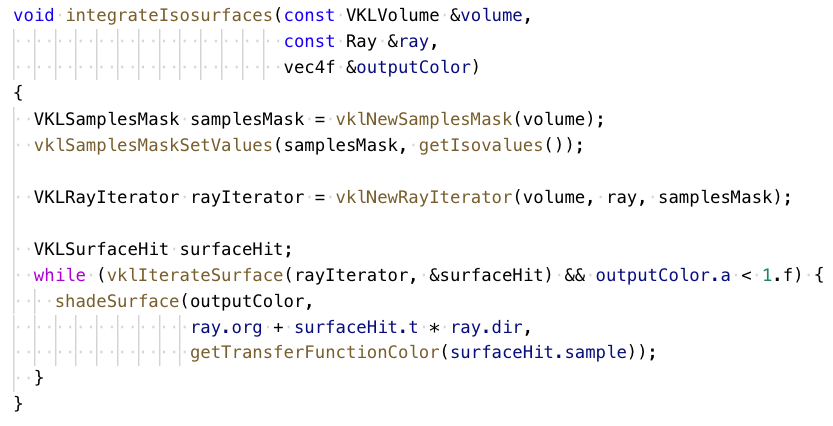 void integrateIsosurfaces(const VKLVolume &volume,
                          const Ray &ray,
                          vec4f &outputColor)
{
  VKLSamplesMask samplesMask = vklNewSamplesMask(volume);
  vklSamplesMaskSetValues(samplesMask, getIsovalues());

  VKLRayIterator rayIterator = vklNewRayIterator(volume, ray, samplesMask);

  VKLSurfaceHit surfaceHit;
  while (vklIterateSurface(rayIterator, &surfaceHit) && outputColor.a < 1.f) {
    shadeSurface(outputColor,
                 ray.org + surfaceHit.t * ray.dir,
                 getTransferFunctionColor(surfaceHit.sample));
  }
}